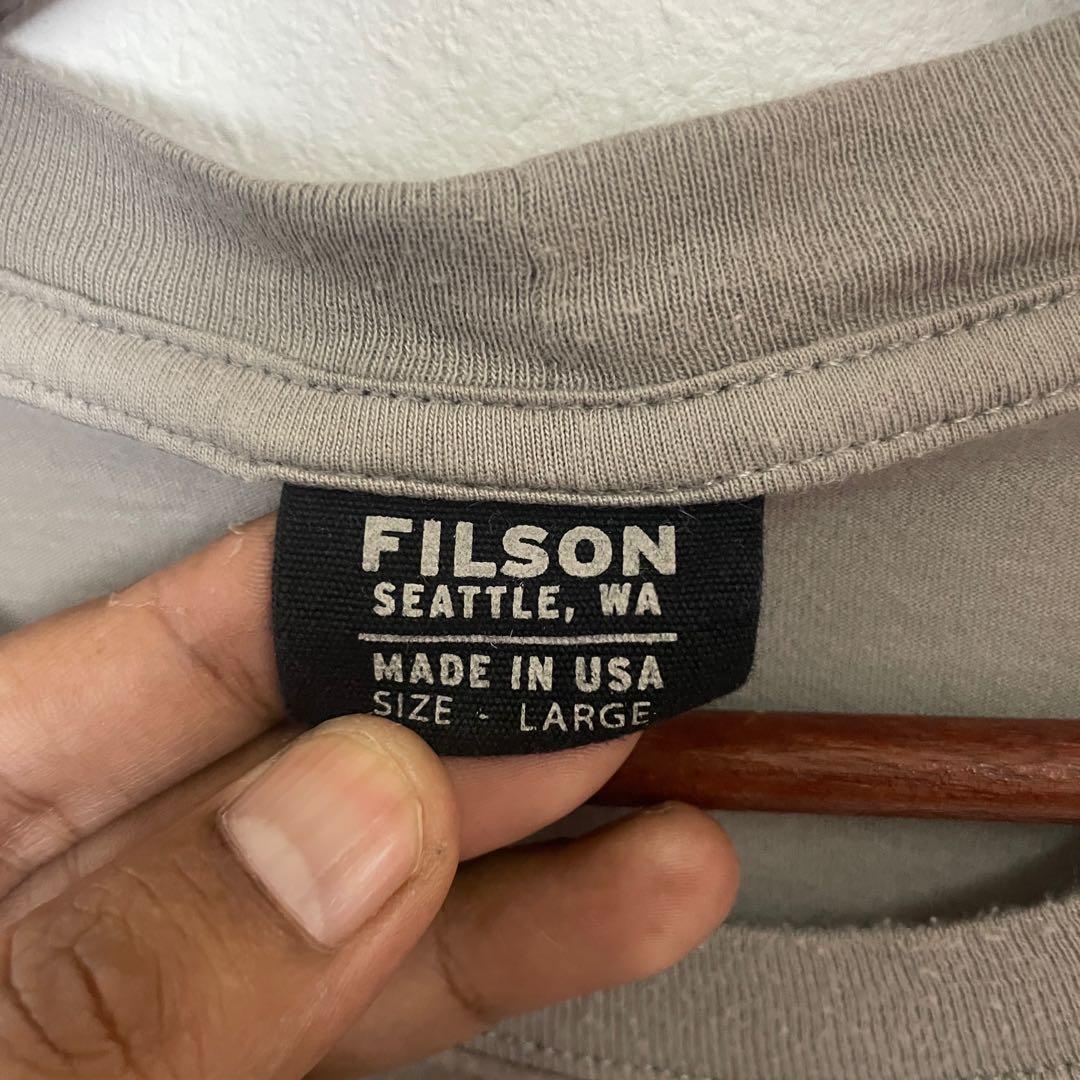 FILSON
SEATTLE, WA
MADE IN USA
SIZE - LARGE